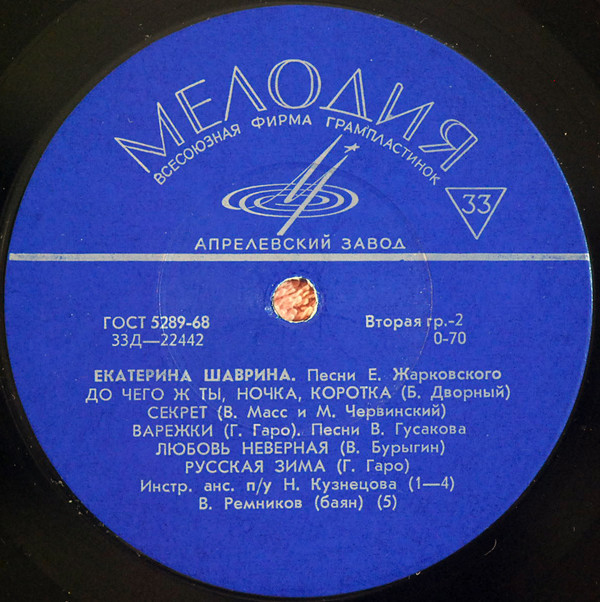 МЕЛОДИЯ
ВСЕСОЮЗНАЯ ФИРМА ГРАМПЛАСТИНОК
33
АПРЕЛЕВСКИЙ ЗАВОД
ГОСТ 5289-68 Вторая гр.-2
33Д—22442 0-70
ЕКАТЕРИНА ШАВРИНА. Песни Е. Жарковского
ДО ЧЕГО Ж ТЫ, НОЧКА, КОРОТКА (Б. Дворный)
СЕКРЕТ (В. Масс и М. Червинский)
ВАРЕЖКИ (Г. Гаро). Песни В. Гусакова
ЛЮБОВЬ НЕВЕРНАЯ (В. Бурыгин)
РУССКАЯ ЗИМА (Г. Гаро)
Инстр. анс. п/у Н. Кузнецова (1—4)
В. Ремников (баян) (5)